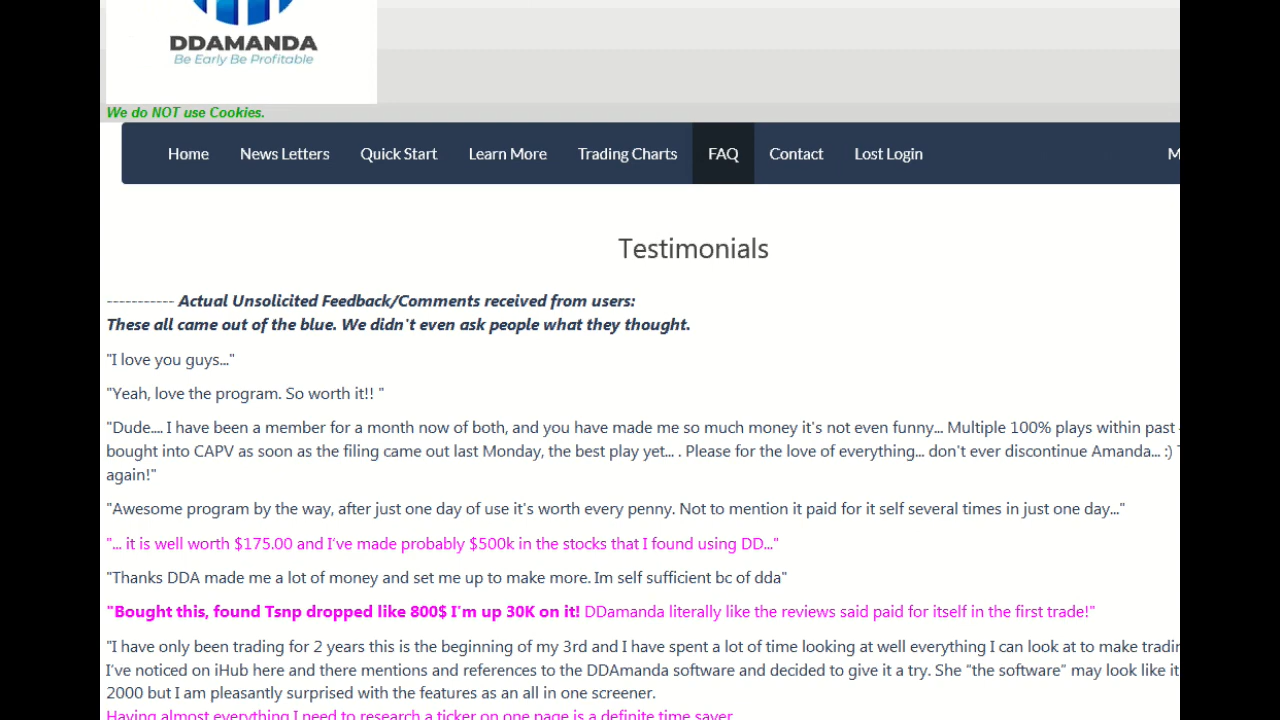 DDAMANDA
Be Early Be Profitable
We do NOT use Cookies.
Home News Letters Quick Start Learn More Trading Charts FAQ Contact Lost Login M
Testimonials
----------- Actual Unsolicited Feedback/Comments received from users:
These all came out of the blue. We didn't even ask people what they thought.
"I love you guys..."
"Yeah, love the program. So worth it!! "
"Dude.... I have been a member for a month now of both, and you have made me so much money it's not even funny... Multiple 100% plays within past
bought into CAPV as soon as the filing came out last Monday, the best play yet... . Please for the love of everything... don't ever discontinue Amanda... :) T
again!"
"Awesome program by the way, after just one day of use it's worth every penny. Not to mention it paid for it self several times in just one day..."
"... it is well worth $175.00 and I've made probably $500k in the stocks that I found using DD..."
"Thanks DDA made me a lot of money and set me up to make more. Im self sufficient bc of dda"
"Bought this, found Tsnp dropped like 800$ I'm up 30K on it! DDamanda literally like the reviews said paid for itself in the first trade!"
"I have only been trading for 2 years this is the beginning of my 3rd and I have spent a lot of time looking at well everything I can look at to make tradin
I've noticed on iHub here and there mentions and references to the DDAmanda software and decided to give it a try. She "the software" may look like it
2000 but I am pleasantly surprised with the features as an all in one screener.
Having almost everything I need to research a ticker on one page is a definite time saver